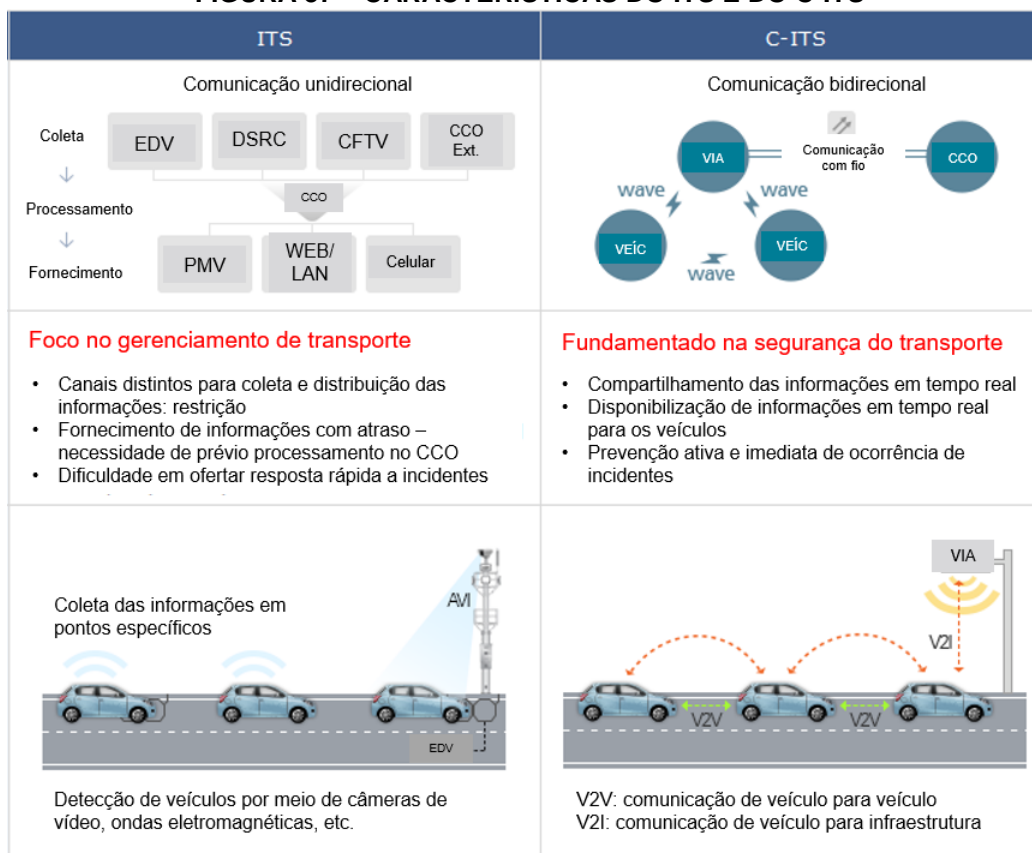 ITS
C-ITS
Comunicação unidirecional
Coleta
EDV
DSRC
CFTV
CCO
Ext.
CCO
Processamento
Fornecimento
PMV
WEB/
LAN
Celular
Comunicação bidirecional
VIA
Comunicação
com fio
CCO
wave
wave
VEÍC
VEÍC
wave
Foco no gerenciamento de transporte
• Canais distintos para coleta e distribuição das
informações: restrição
• Fornecimento de informações com atraso –
necessidade de prévio processamento no CCO
• Dificuldade em ofertar resposta rápida a incidentes
Fundamentado na segurança do transporte
• Compartilhamento das informações em tempo real
• Disponibilização de informações em tempo real
para os veículos
• Prevenção ativa e imediata de ocorrência de
incidentes
Coleta das informações em
pontos específicos
AVI
EDV
Detecção de veículos por meio de câmeras de
vídeo, ondas eletromagnéticas, etc.
VIA
V2I
V2V
V2V
V2V: comunicação de veículo para veículo
V2I: comunicação de veículo para infraestrutura